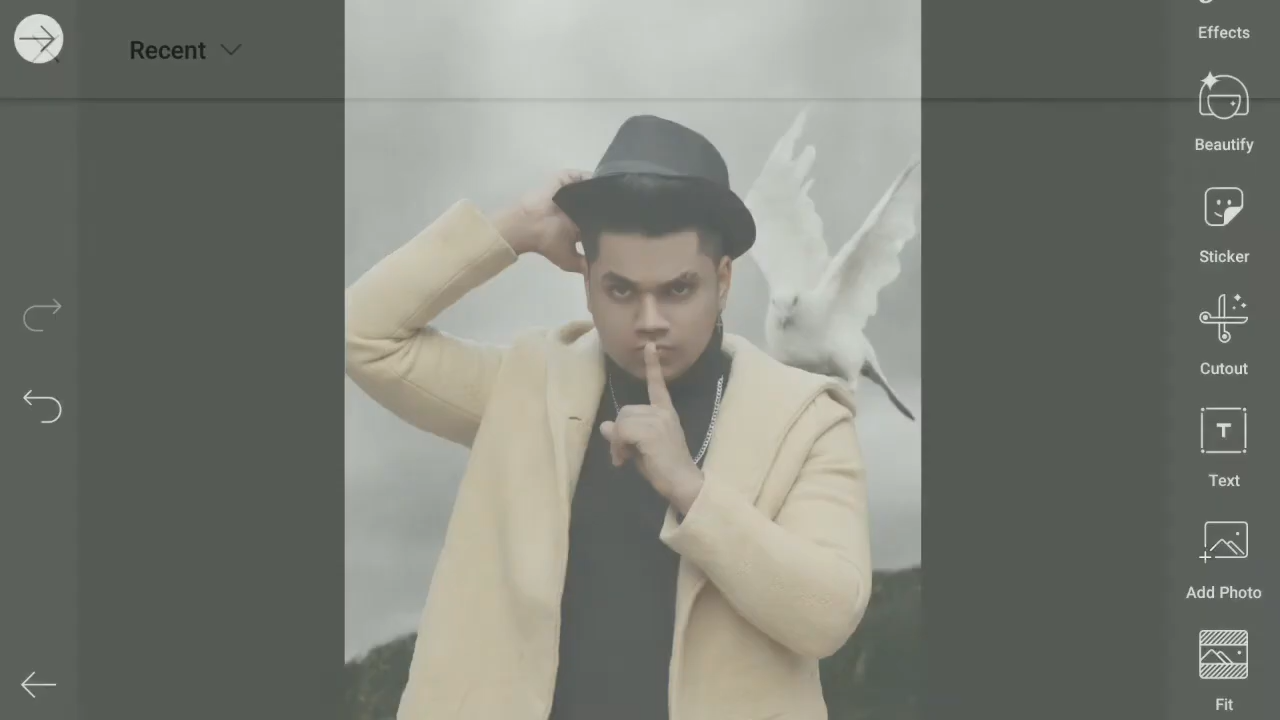 Recent
Effects
Beautify
Sticker
Cutout
T
Text
Add Photo
Fit